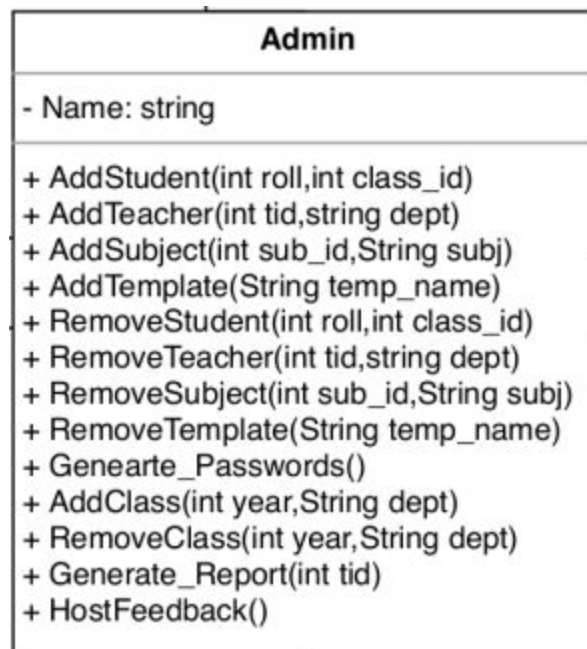 Admin
- Name: string
+ AddStudent(int roll,int class_id)
+ AddTeacher(int tid,string dept)
+ AddSubject(int sub_id,String subj)
+ AddTemplate(String temp_name)
+ RemoveStudent(int roll,int class_id)
+ RemoveTeacher(int tid,string dept)
+ RemoveSubject(int sub_id,String subj)
+ RemoveTemplate(String temp_name)
+ Genearte_Passwords()
+ AddClass(int year,String dept)
+ RemoveClass(int year,String dept)
+ Generate_Report(int tid)
+ HostFeedback()